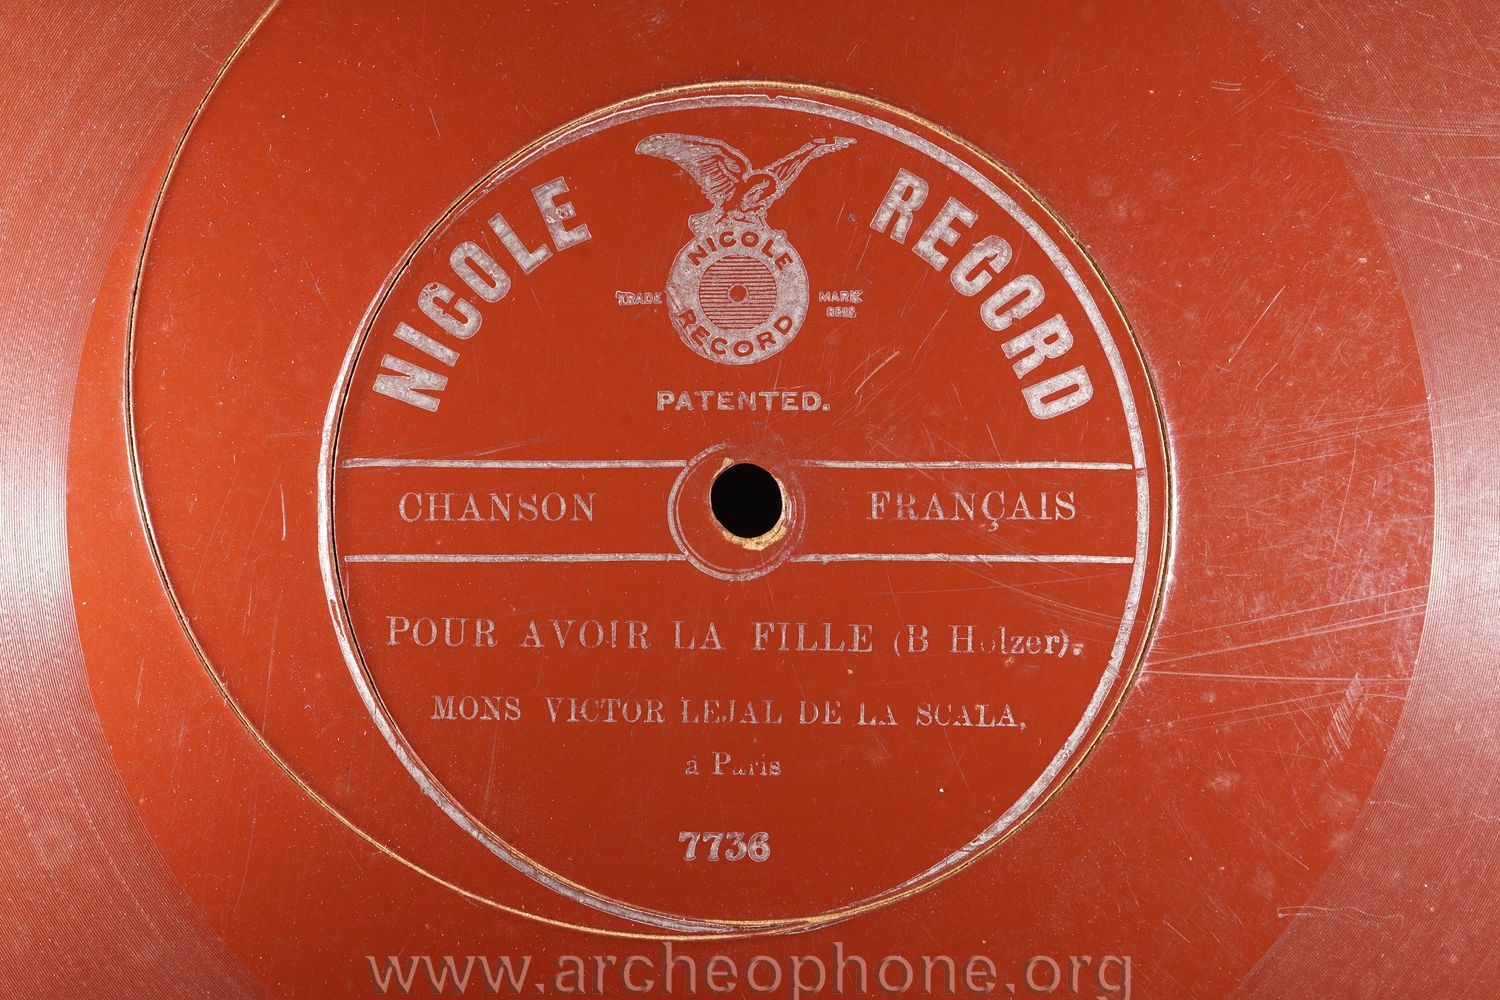 NICOLE RECORD
NICOLE
TRADE MARK
REGD.
RECORD
PATENTED.
CHANSON FRANÇAIS
POUR AVOIR LA FILLE (B Holzer).
MONS VICTOR LEJAL DE LA SCALA,
à Paris
7736
www.archeophone.org